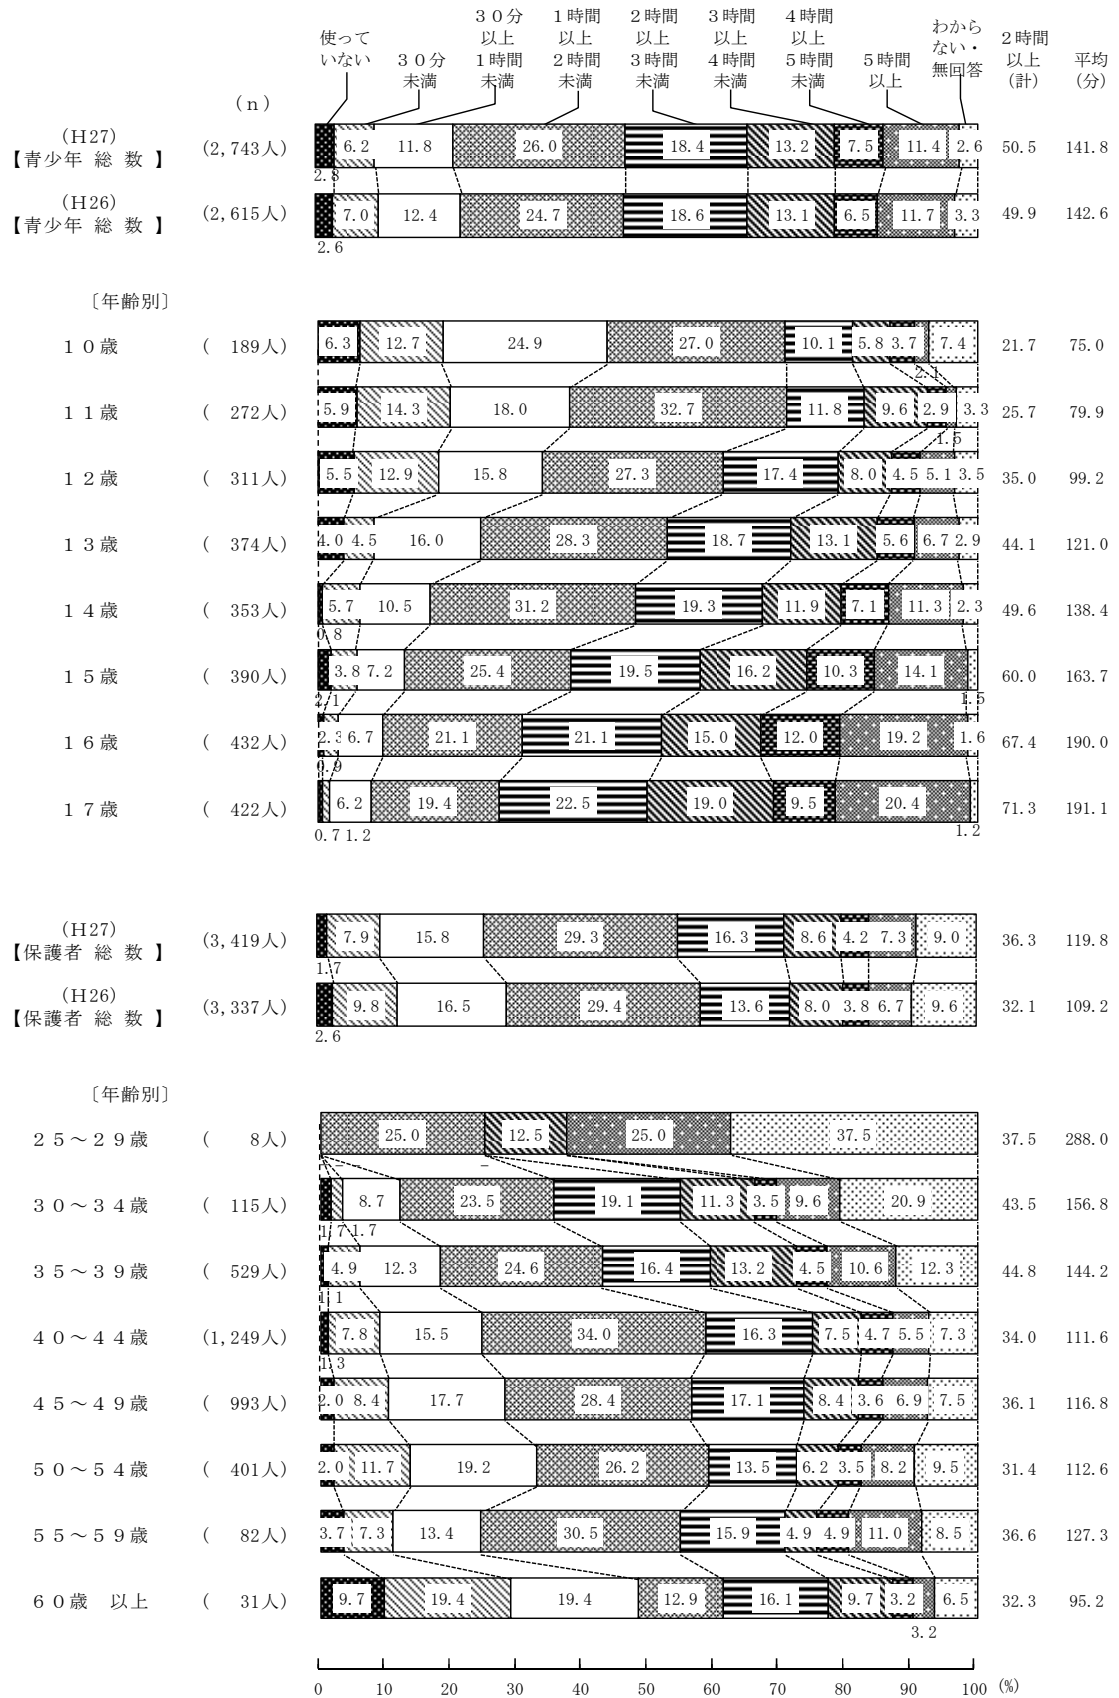 使って
いない
３０分
未満
３０分
以上
１時間
未満
１時間
以上
２時間
未満
２時間
以上
３時間
未満
３時間
以上
４時間
未満
４時間
以上
５時間
未満
５時間
以上
わから
ない・
無回答
２時間
以上
（計）
平均
（分）
（ｎ）
（H27）
【青少年 総 数 】 （2,743人） 2.8 6.2 11.8 26.0 18.4 13.2 7.5 11.4 2.6 50.5 141.8
（H26）
【青少年 総 数 】 （2,615人） 2.6 7.0 12.4 24.7 18.6 13.1 6.5 11.7 3.3 49.9 142.6
〔年齢別〕
１０歳 （ 189人） 6.3 12.7 24.9 27.0 10.1 5.8 3.7 2.1 7.4 21.7 75.0
１１歳 （ 272人） 5.9 14.3 18.0 32.7 11.8 9.6 2.9 1.5 3.3 25.7 79.9
１２歳 （ 311人） 5.5 12.9 15.8 27.3 17.4 8.0 4.5 5.1 3.5 35.0 99.2
１３歳 （ 374人） 4.0 4.5 16.0 28.3 18.7 13.1 5.6 6.7 2.9 44.1 121.0
１４歳 （ 353人） 0.8 5.7 10.5 31.2 19.3 11.9 7.1 11.3 2.3 49.6 138.4
１５歳 （ 390人） 2.1 3.8 7.2 25.4 19.5 16.2 10.3 14.1 1.5 60.0 163.7
１６歳 （ 432人） 0.9 2.3 6.7 21.1 21.1 15.0 12.0 19.2 1.6 67.4 190.0
１７歳 （ 422人） 0.7 1.2 6.2 19.4 22.5 19.0 9.5 20.4 1.2 71.3 191.1
（H27）
【保護者 総 数 】 （3,419人） 1.7 7.9 15.8 29.3 16.3 8.6 4.2 7.3 9.0 36.3 119.8
（H26）
【保護者 総 数 】 （3,337人） 2.6 9.8 16.5 29.4 13.6 8.0 3.8 6.7 9.6 32.1 109.2
〔年齢別〕
２５～２９歳 （ 8人） - - - 25.0 - 12.5 - 25.0 37.5 37.5 288.0
３０～３４歳 （ 115人） 1.7 1.7 8.7 23.5 19.1 11.3 3.5 9.6 20.9 43.5 156.8
３５～３９歳 （ 529人） 1.1 4.9 12.3 24.6 16.4 13.2 4.5 10.6 12.3 44.8 144.2
４０～４４歳 （1,249人） 1.3 7.8 15.5 34.0 16.3 7.5 4.7 5.5 7.3 34.0 111.6
４５～４９歳 （ 993人） 2.0 8.4 17.7 28.4 17.1 8.4 3.6 6.9 7.5 36.1 116.8
５０～５４歳 （ 401人） 2.0 11.7 19.2 26.2 13.5 6.2 3.5 8.2 9.5 31.4 112.6
５５～５９歳 （ 82人） 3.7 7.3 13.4 30.5 15.9 4.9 4.9 11.0 8.5 36.6 127.3
６０歳 以上 （ 31人） 9.7 19.4 19.4 12.9 16.1 9.7 3.2 3.2 6.5 32.3 95.2
0 10 20 30 40 50 60 70 80 90 100 (%)